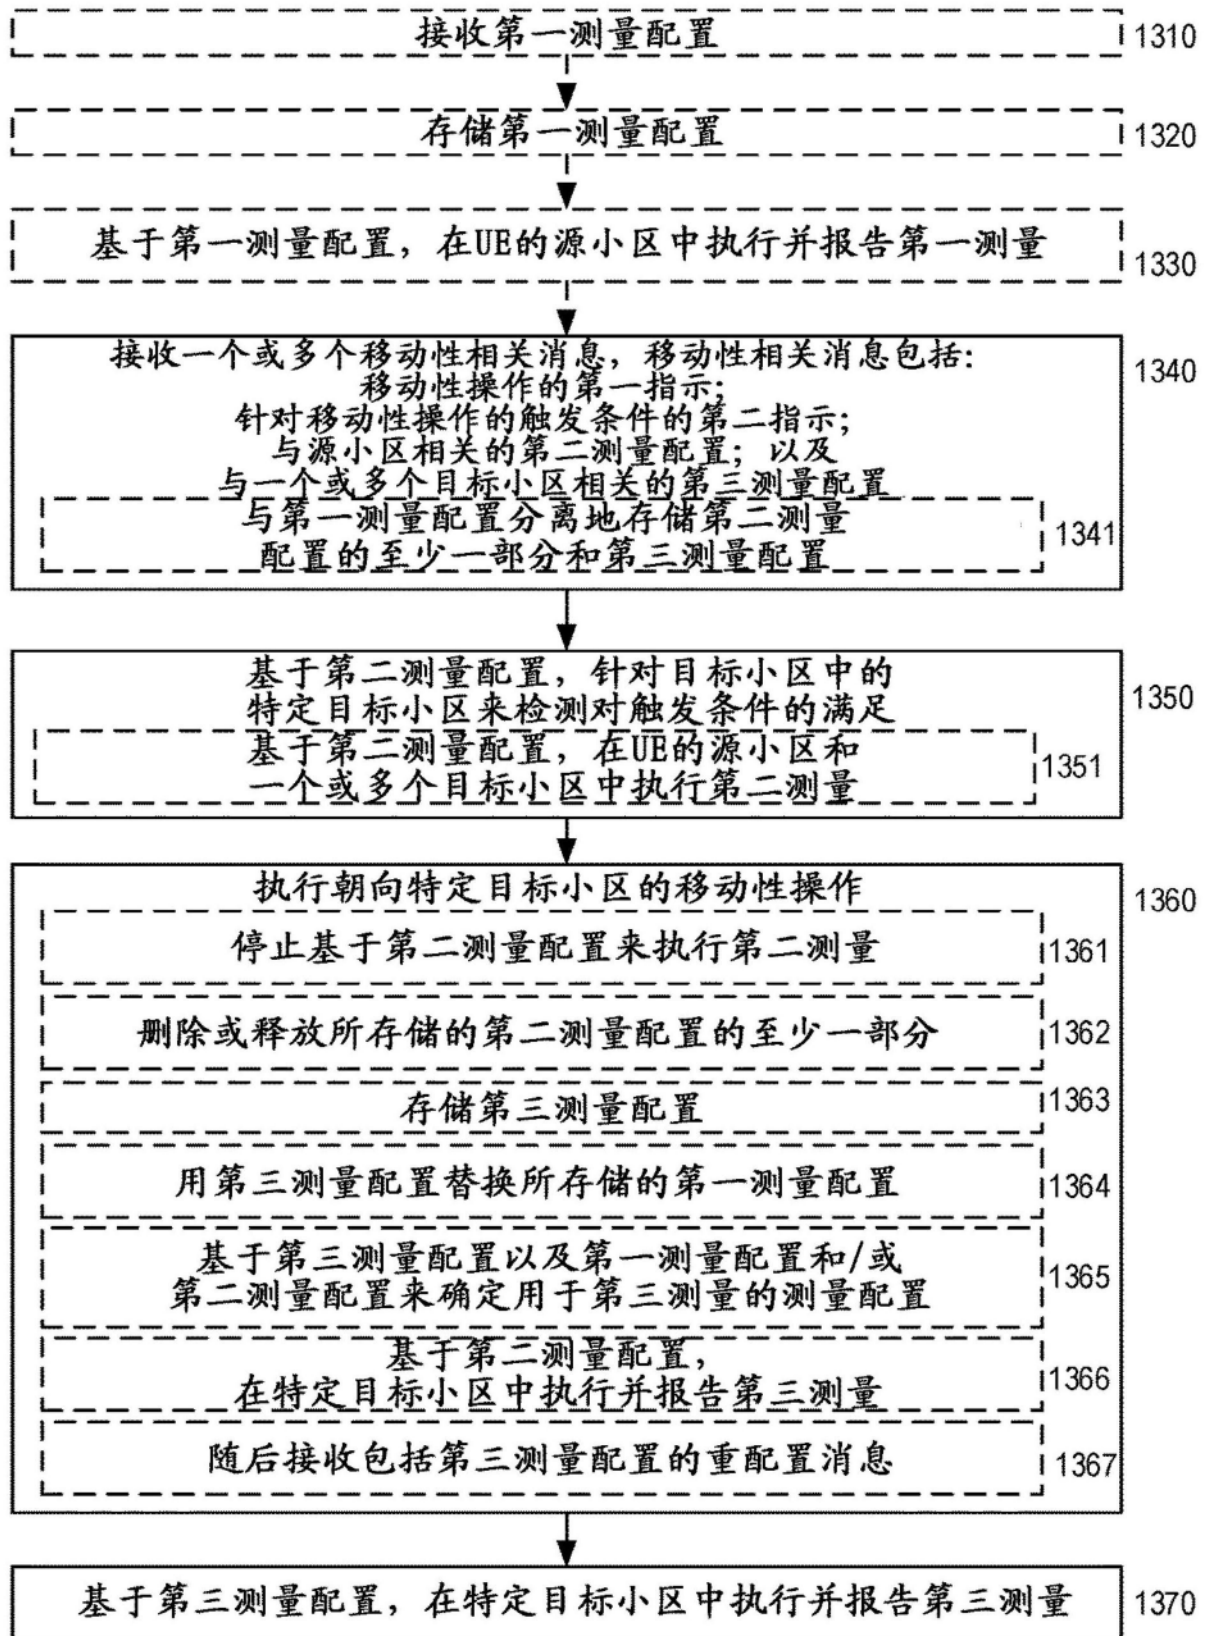 接收第一测量配置
1310
存储第一测量配置
1320
基于第一测量配置，在UE的源小区中执行并报告第一测量
1330
接收一个或多个移动性相关消息，移动性相关消息包括：
1340
移动性操作的第一指示；
针对移动性操作的触发条件的第二指示；
与源小区相关的第二测量配置；以及
与一个或多个目标小区相关的第三测量配置
与第一测量配置分离地存储第二测量
配置的至少一部分和第三测量配置
1341
基于第二测量配置，针对目标小区中的
特定目标小区来检测对触发条件的满足
1350
基于第二测量配置，在UE的源小区和
一个或多个目标小区中执行第二测量
1351
执行朝向特定目标小区的移动性操作
1360
停止基于第二测量配置来执行第二测量
1361
删除或释放所存储的第二测量配置的至少一部分
1362
存储第三测量配置
1363
用第三测量配置替换所存储的第一测量配置
1364
基于第三测量配置以及第一测量配置和/或
第二测量配置来确定用于第三测量的测量配置
1365
基于第二测量配置，
在特定目标小区中执行并报告第三测量
1366
随后接收包括第三测量配置的重配置消息
1367
基于第三测量配置，在特定目标小区中执行并报告第三测量
1370